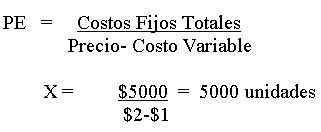 PE = Costos Fijos Totales
Precio- Costo Variable
X = $5000 = 5000 unidades
$2-$1